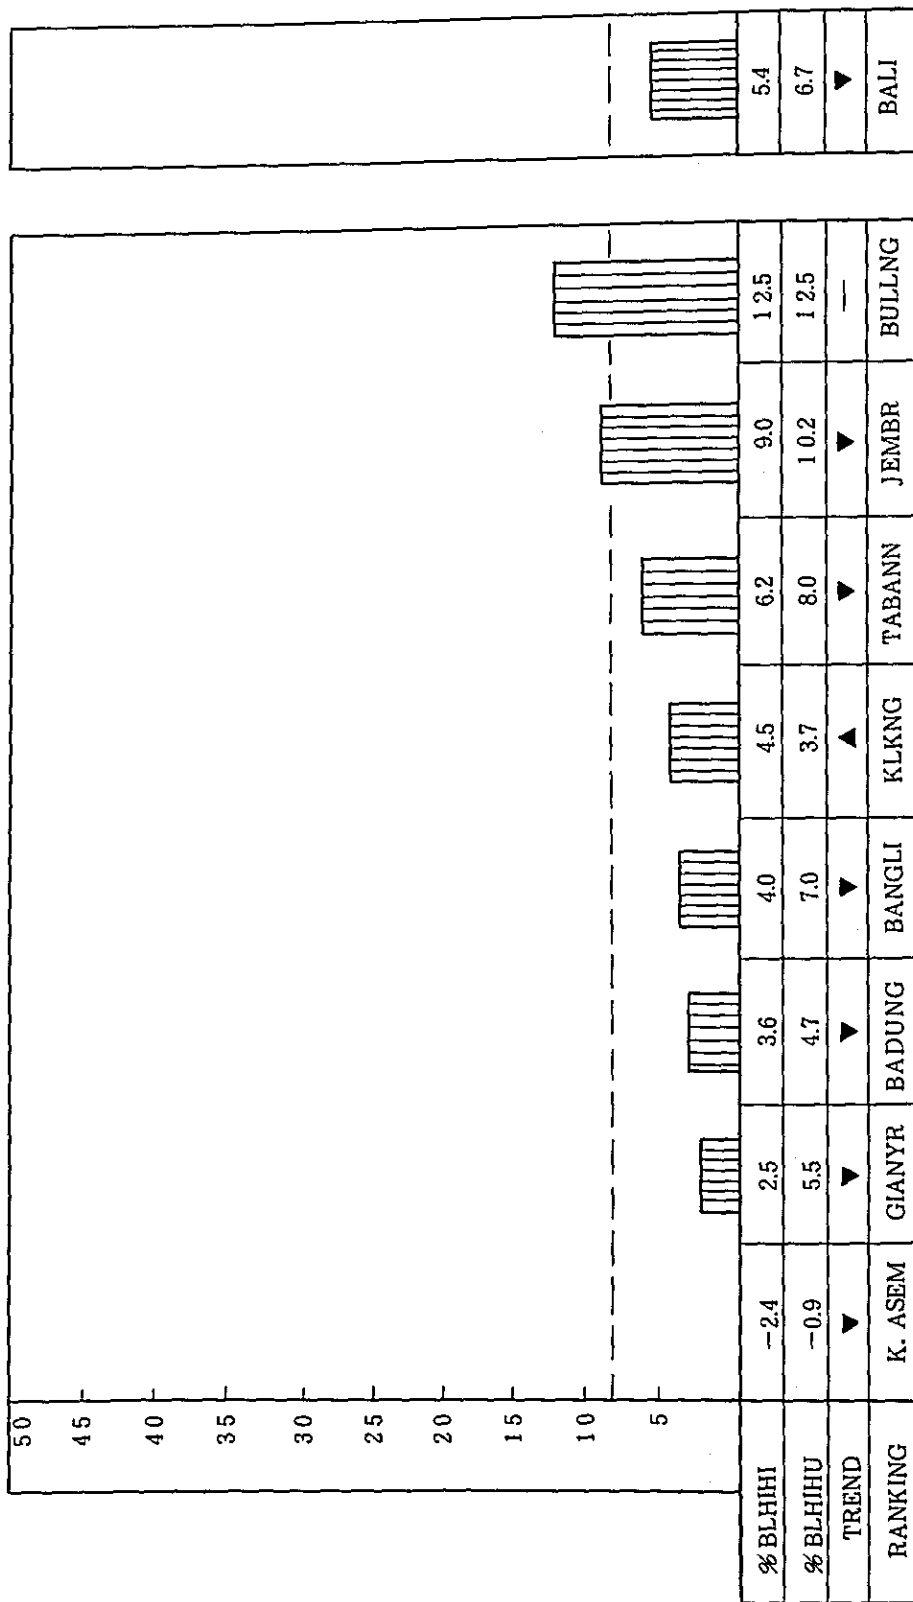 50
45
40
35
30
25
20
15
10
5
% BLHIHI −2.4 2.5 3.6 4.0 4.5 6.2 9.0 12.5 5.4
% BLHIHU −0.9 5.5 4.7 7.0 3.7 8.0 10.2 12.5 6.7
TREND ▼ ▼ ▼ ▼ ▲ ▼ ▼ — ▼
RANKING K. ASEM GIANYR BADUNG BANGLI KLKNG TABANN JEMBR BULLNG BALI